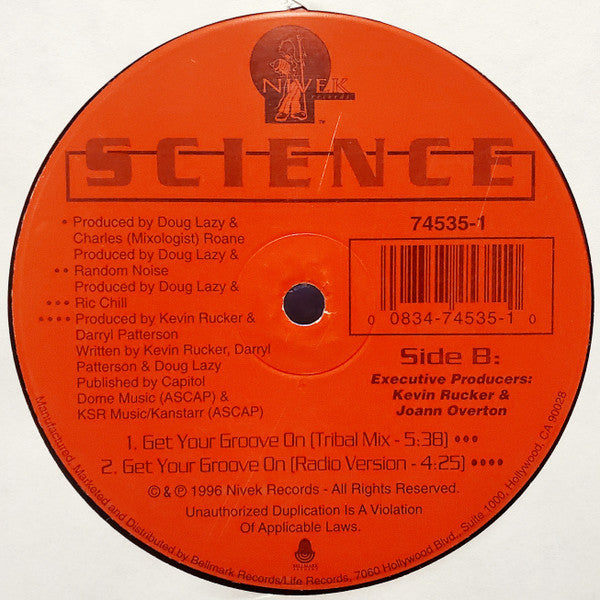 NIVEK
records
TM
SCIENCE
• Produced by Doug Lazy &
Charles (Mixologist) Roane
Produced by Doug Lazy &
•• Random Noise
Produced by Doug Lazy &
••• Ric Chill
•••• Produced by Kevin Rucker &
Darryl Patterson
Written by Kevin Rucker, Darryl
Patterson & Doug Lazy
Published by Capitol
Dome Music (ASCAP) &
KSR Music/Kanstarr (ASCAP)
74535-1
0 0834-74535-1 0
Side B:
Executive Producers:
Kevin Rucker &
Joann Overton
1. Get Your Groove On (Tribal Mix - 5:38) •••
2. Get Your Groove On (Radio Version - 4:25) ••••
© & ℗ 1996 Nivek Records - All Rights Reserved.
Unauthorized Duplication Is A Violation
Of Applicable Laws.
BELLMARK
RECORDS
Manufactured, Marketed and Distributed by Bellmark Records/Life Records, 7060 Hollywood Blvd., Suite 1000, Hollywood, CA 90028